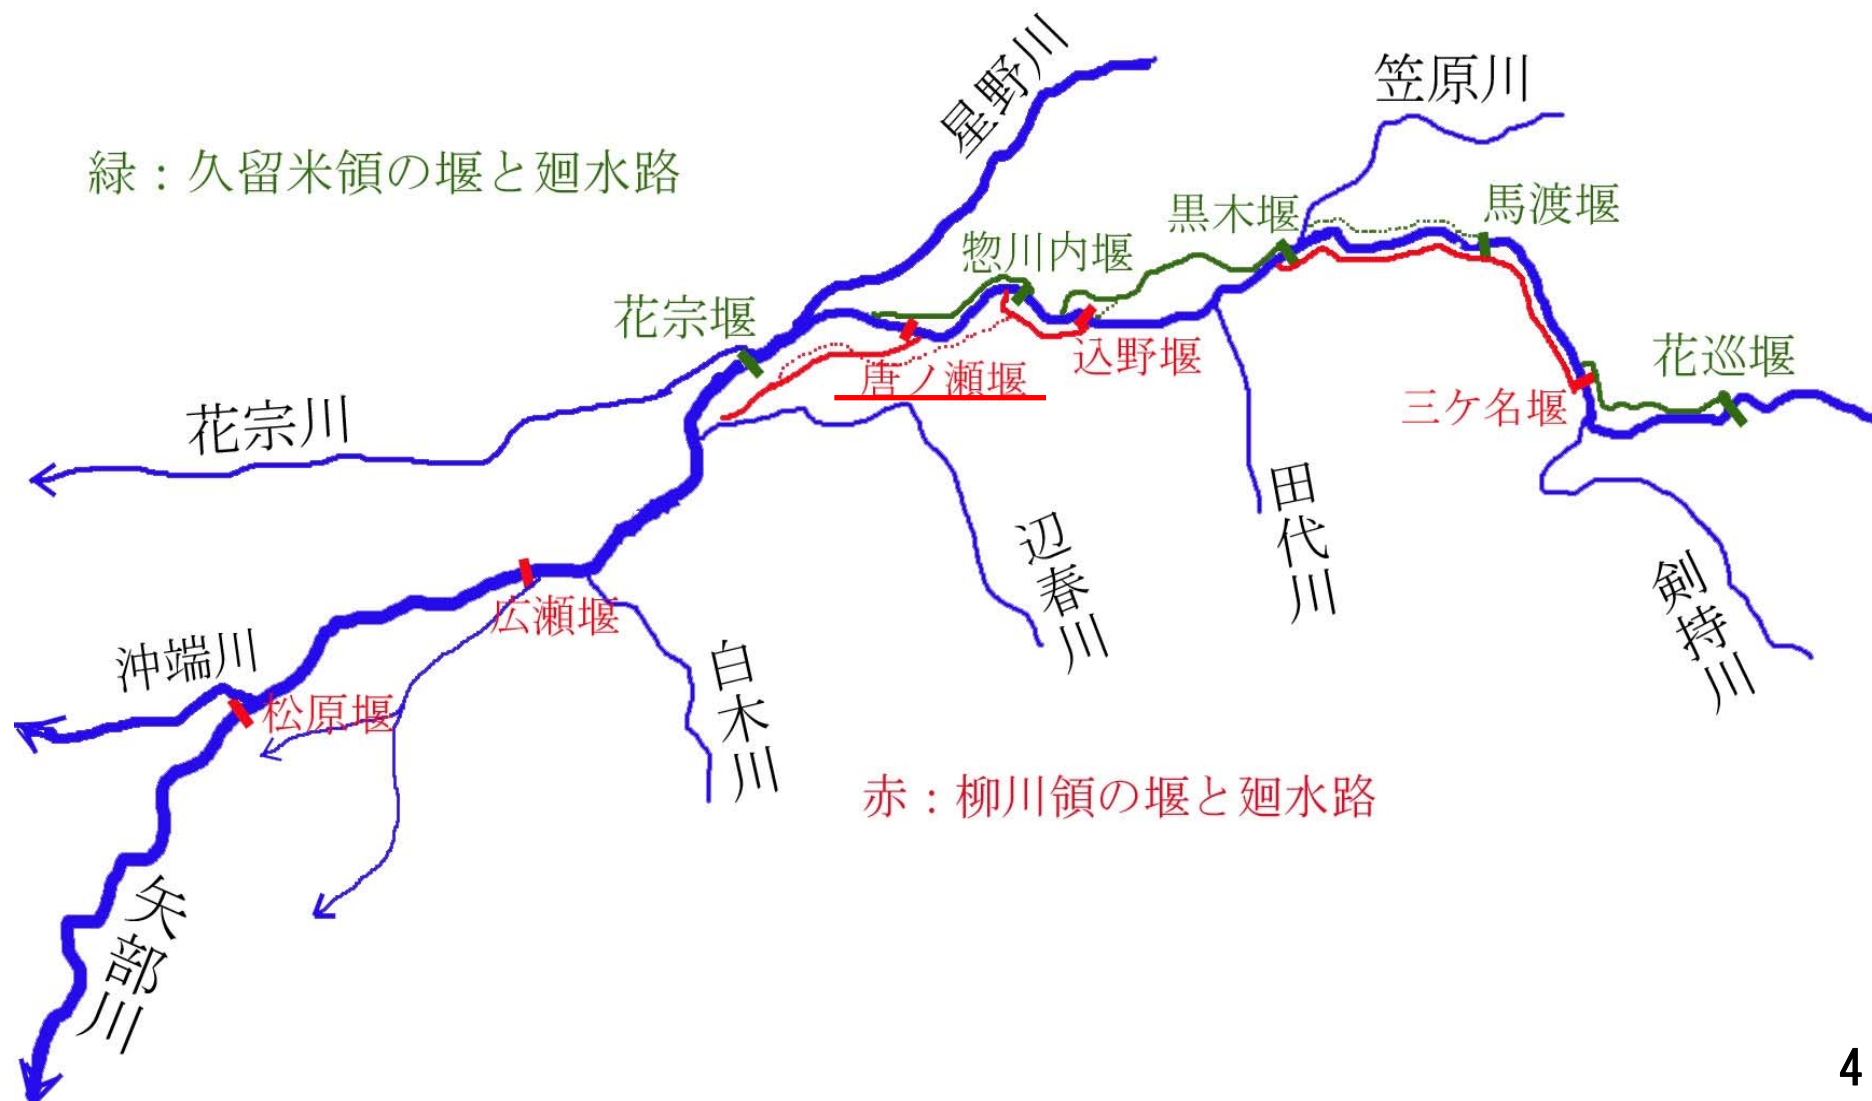 星野川
笠原川
緑：久留米領の堰と廻水路
馬渡堰
黒木堰
惣川内堰
花宗堰
込野堰
花巡堰
唐ノ瀬堰
三ケ名堰
花宗川
田代川
辺春川
剣持川
広瀬堰
沖端川
白木川
松原堰
赤：柳川領の堰と廻水路
矢部川
4